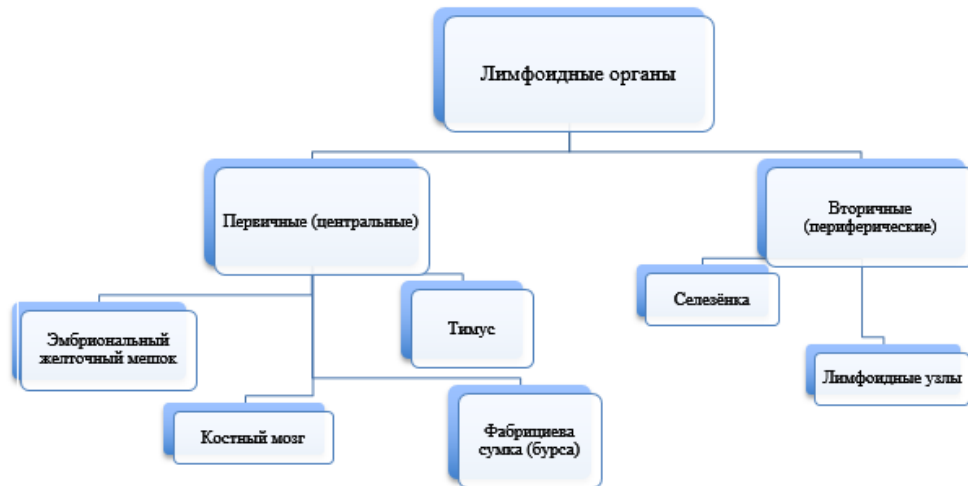 Лимфоидные органы
Первичные (центральные)
Вторичные
(периферические)
Селезёнка
Тимус
Эмбриональный
желточный мешок
Лимфоидные узлы
Костный мозг
Фабрициева
сумка (бурса)